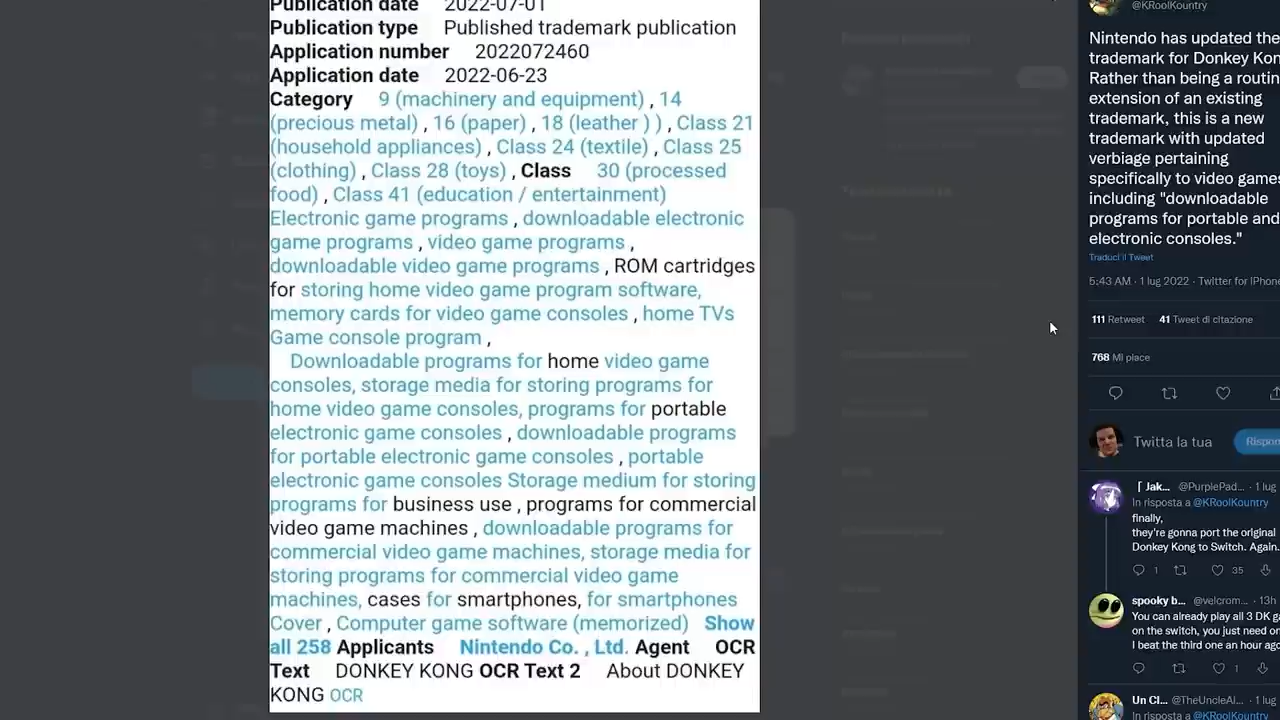 Publication date 2022-07-01
Publication type Published trademark publication
Application number 2022072460
Application date 2022-06-23
Category 9 (machinery and equipment) , 14
(precious metal) , 16 (paper) , 18 (leather ) ) , Class 21
(household appliances) , Class 24 (textile) , Class 25
(clothing) , Class 28 (toys) , Class 30 (processed
food) , Class 41 (education / entertainment)
Electronic game programs , downloadable electronic
game programs , video game programs ,
downloadable video game programs , ROM cartridges
for storing home video game program software,
memory cards for video game consoles , home TVs
Game console program ,
Downloadable programs for home video game
consoles, storage media for storing programs for
home video game consoles, programs for portable
electronic game consoles , downloadable programs
for portable electronic game consoles , portable
electronic game consoles Storage medium for storing
programs for business use , programs for commercial
video game machines , downloadable programs for
commercial video game machines, storage media for
storing programs for commercial video game
machines, cases for smartphones, for smartphones
Cover , Computer game software (memorized) Show
all 258 Applicants Nintendo Co. , Ltd. Agent OCR
Text DONKEY KONG OCR Text 2 About DONKEY
KONG OCR
@KRoolKountry
Nintendo has updated the
trademark for Donkey Kon
Rather than being a routin
extension of an existing
trademark, this is a new
trademark with updated
verbiage pertaining
specifically to video games
including "downloadable
programs for portable and
electronic consoles."
Traduci il Tweet
5:43 AM · 1 lug 2022 · Twitter for iPhone
111 Retweet 41 Tweet di citazione
768 Mi piace
Twitta la tua
Rispon
⌈ Jak... @PurplePad... · 1 lug
In risposta a @KRoolKountry
finally,
they're gonna port the original
Donkey Kong to Switch. Again.
1 35
spooky b... @velcrom... · 13h
You can already play all 3 DK ga
on the switch, you just need on
I beat the third one an hour ago
1
Un Cl... @TheUncleAl... · 1 lug
In risposta a @KRoolKountry